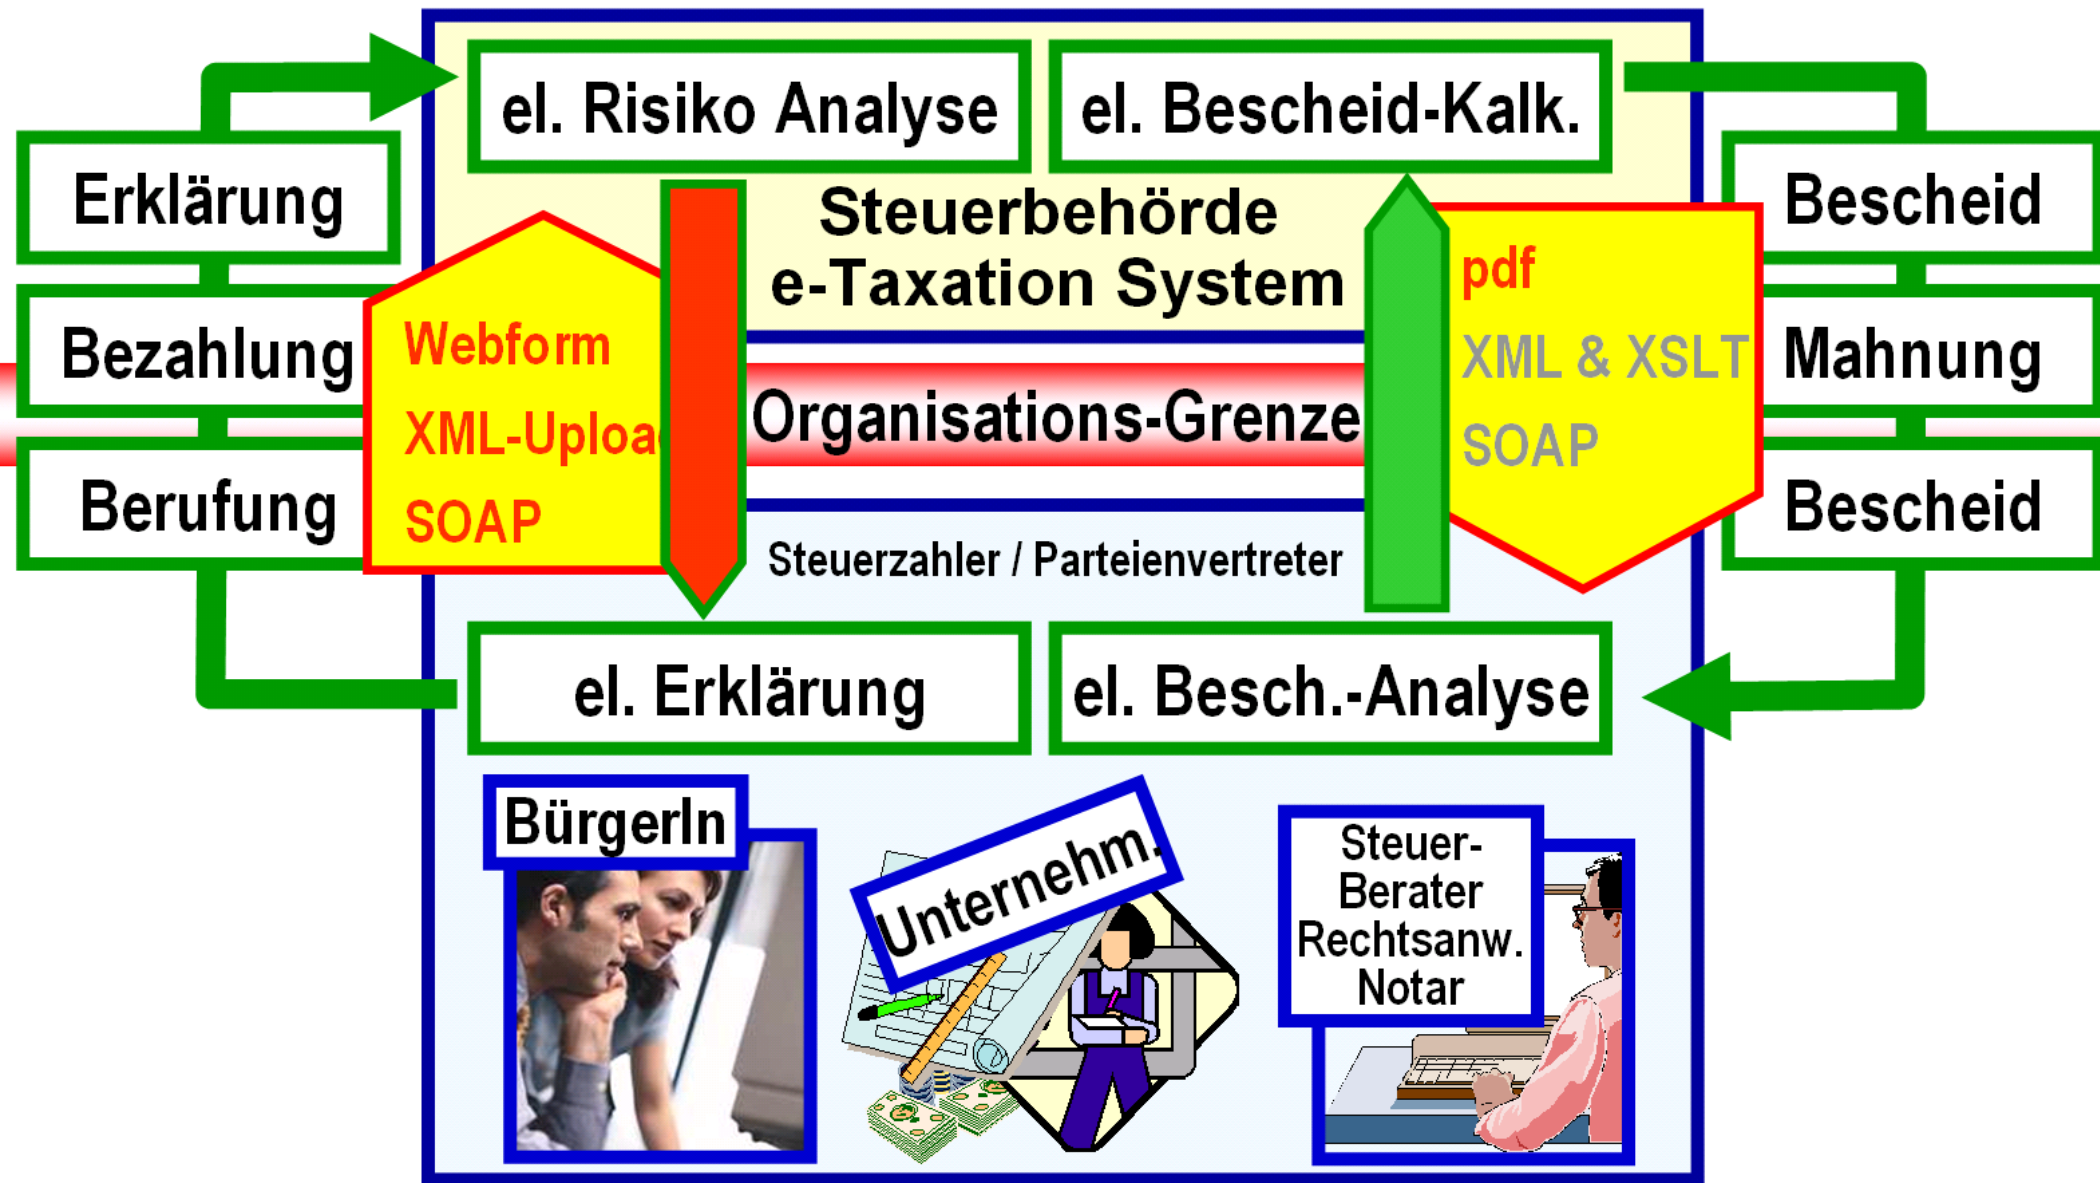 el. Risiko Analyse
el. Bescheid-Kalk.
Erklärung
Bezahlung
Berufung
Webform
XML-Uploa
SOAP
Steuerbehörde
e-Taxation System
Organisations-Grenze
Steuerzahler / Parteienvertreter
pdf
XML & XSLT
SOAP
Bescheid
Mahnung
Bescheid
el. Erklärung
el. Besch.-Analyse
BürgerIn
Unternehm.
Steuer-
Berater
Rechtsanw.
Notar